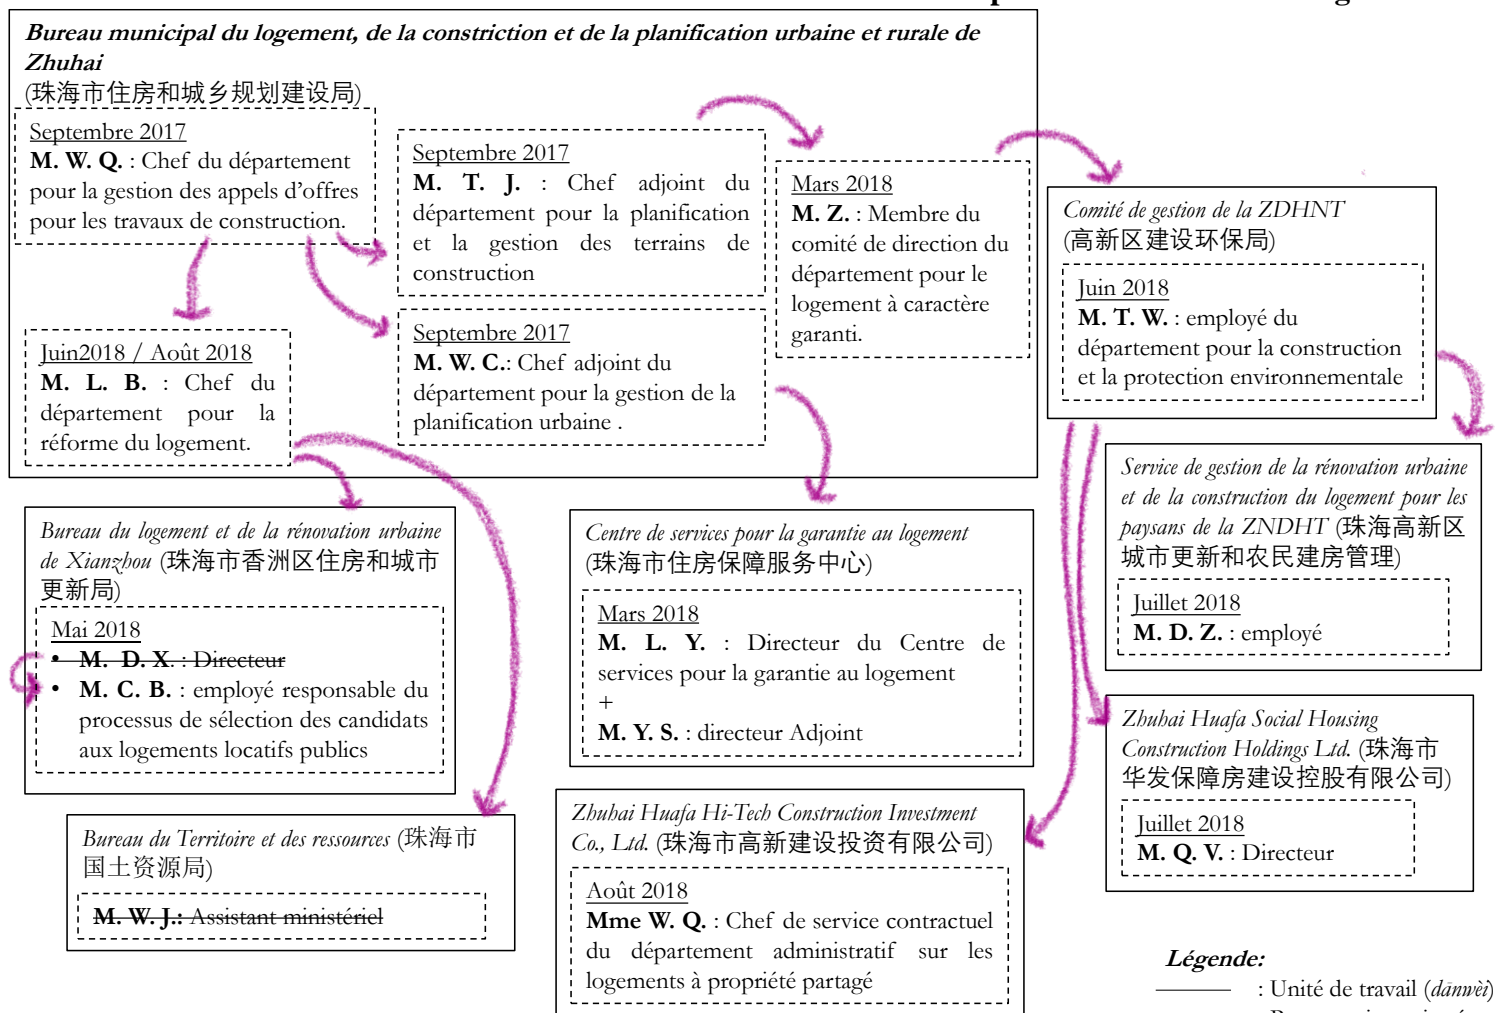 Bureau municipal du logement, de la constriction et de la planification urbaine et rurale de
Zhuhai
(珠海市住房和城乡规划建设局)
Septembre 2017
M. W. Q. : Chef du département
pour la gestion des appels d’offres
pour les travaux de construction.
Septembre 2017
M. T. J. : Chef adjoint du
département pour la planification
et la gestion des terrains de
construction
Mars 2018
M. Z. : Membre du
comité de direction du
département pour le
logement à caractère
garanti.
Juin2018 / Août 2018
M. L. B. : Chef du
département pour la
réforme du logement.
Septembre 2017
M. W. C.: Chef adjoint du
département pour la gestion de la
planification urbaine .
Comité de gestion de la ZDHNT
(高新区建设环保局)
Juin 2018
M. T. W. : employé du
département pour la construction
et la protection environnementale
Service de gestion de la rénovation urbaine
et de la construction du logement pour les
paysans de la ZNDHT (珠海高新区
城市更新和农民建房管理)
Juillet 2018
M. D. Z. : employé
Bureau du logement et de la rénovation urbaine
de Xianzhou (珠海市香洲区住房和城市
更新局)
Mai 2018
• M. D. X. : Directeur
• M. C. B. : employé responsable du
processus de sélection des candidats
aux logements locatifs publics
Centre de services pour la garantie au logement
(珠海市住房保障服务中心)
Mars 2018
M. L. Y. : Directeur du Centre de
services pour la garantie au logement
+
M. Y. S. : directeur Adjoint
Zhuhai Huafa Social Housing
Construction Holdings Ltd. (珠海市
华发保障房建设控股有限公司)
Juillet 2018
M. Q. V. : Directeur
Bureau du Territoire et des ressources (珠海市
国土资源局)
M. W. J.: Assistant ministériel
Zhuhai Huafa Hi-Tech Construction Investment
Co., Ltd. (珠海市高新建设投资有限公司)
Août 2018
Mme W. Q. : Chef de service contractuel
du département administratif sur les
logements à propriété partagé
Légende:
: Unité de travail (dānwèi)